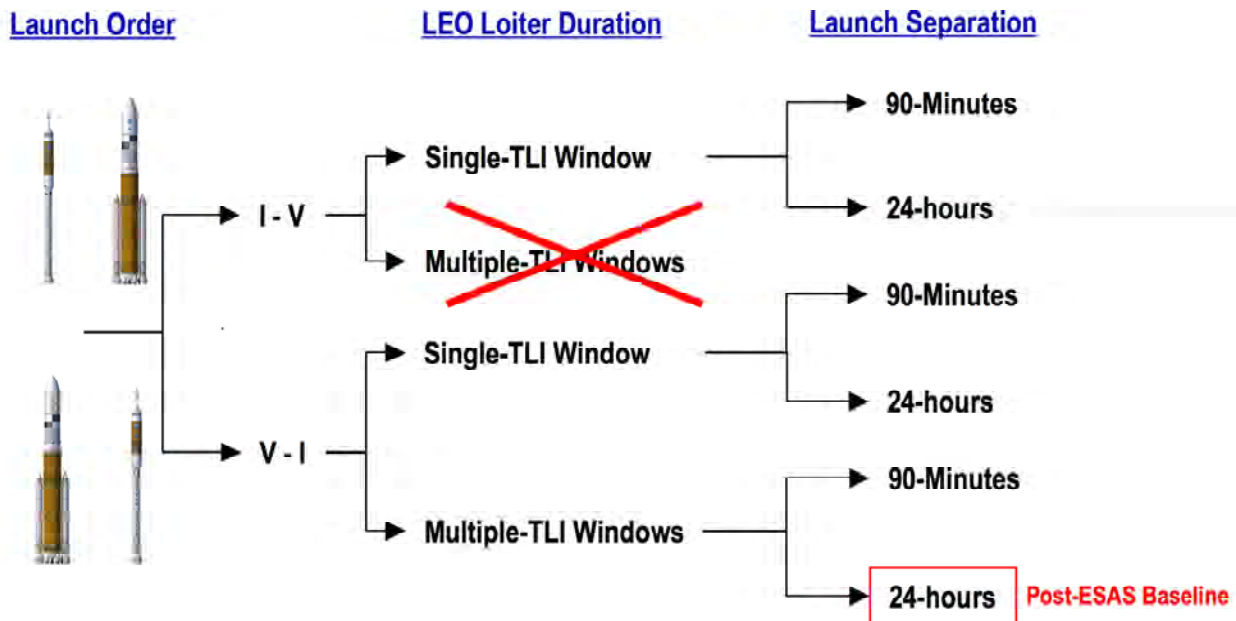 Launch Order
LEO Loiter Duration
Launch Separation
90-Minutes
Single-TLI Window
24-hours
I - V
Multiple-TLI Windows
90-Minutes
Single-TLI Window
24-hours
V - I
90-Minutes
Multiple-TLI Windows
24-hours
Post-ESAS Baseline